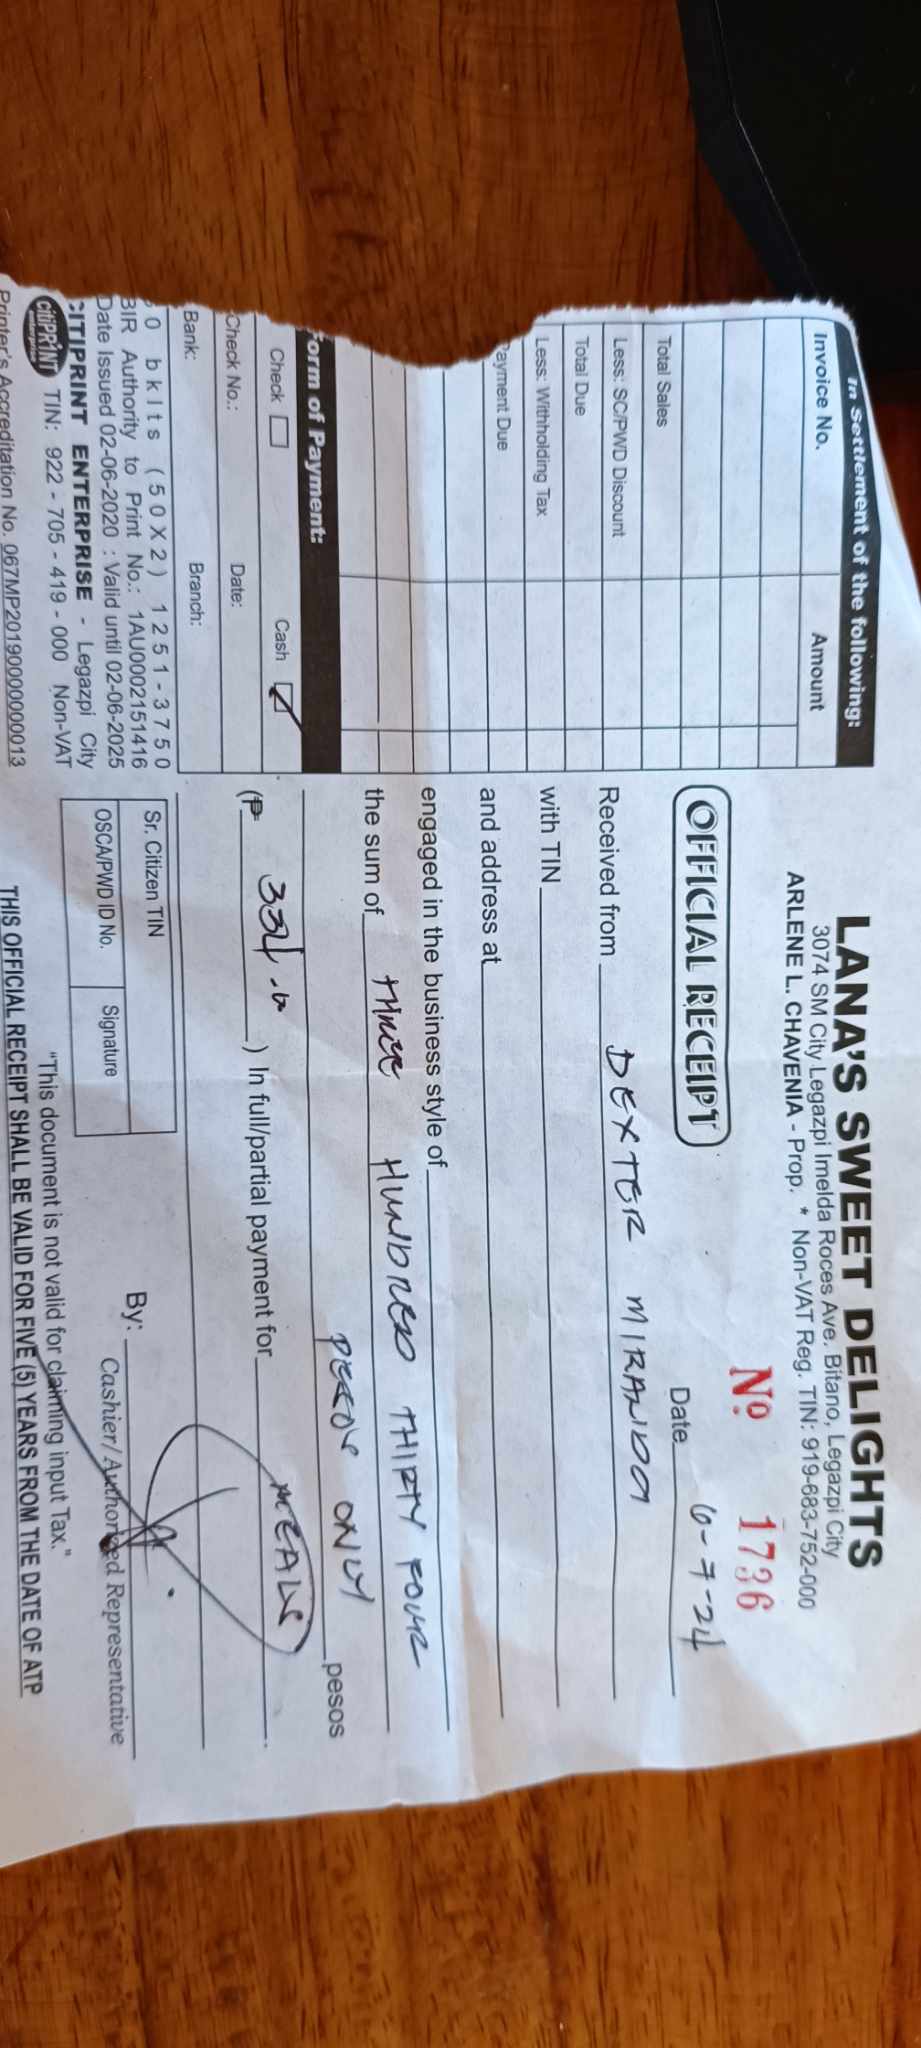 In Settlement of the following:
Invoice No. Amount
Total Sales
Less: SC/PWD Discount
Total Due
Less: Withholding Tax
ayment Due
orm of Payment:
Check Cash
Check No.: Date:
Bank: Branch:
0 bklts (50X2) 1251-3750
BIR Authority to Print No.: 1AU0002151416
Date Issued 02-06-2020 : Valid until 02-06-2025
CITIPRINT ENTERPRISE - Legazpi City
CitiPRINT TIN: 922-705-419-000 Non-VAT
Printer's Accreditation No. 067MP20190000000013
LANA'S SWEET DELIGHTS
3074 SM City Legazpi Imelda Roces Ave. Bitano, Legazpi City
ARLENE L. CHAVENIA - Prop. * Non-VAT Reg. TIN: 919-683-752-000
Nº 1736
OFFICIAL RECEIPT Date 6-7-24
Received from DEXTER MIRANDA
with TIN
and address at
engaged in the business style of
the sum of three HUNDRED THIRTY FOUR
PESOS ONLY pesos
(₱ 334.00 ) In full/partial payment for MEALS
Sr. Citizen TIN
OSCA/PWD ID No. Signature
By:
Cashier/Authorized Representative
"This document is not valid for claiming input Tax."
THIS OFFICIAL RECEIPT SHALL BE VALID FOR FIVE (5) YEARS FROM THE DATE OF ATP